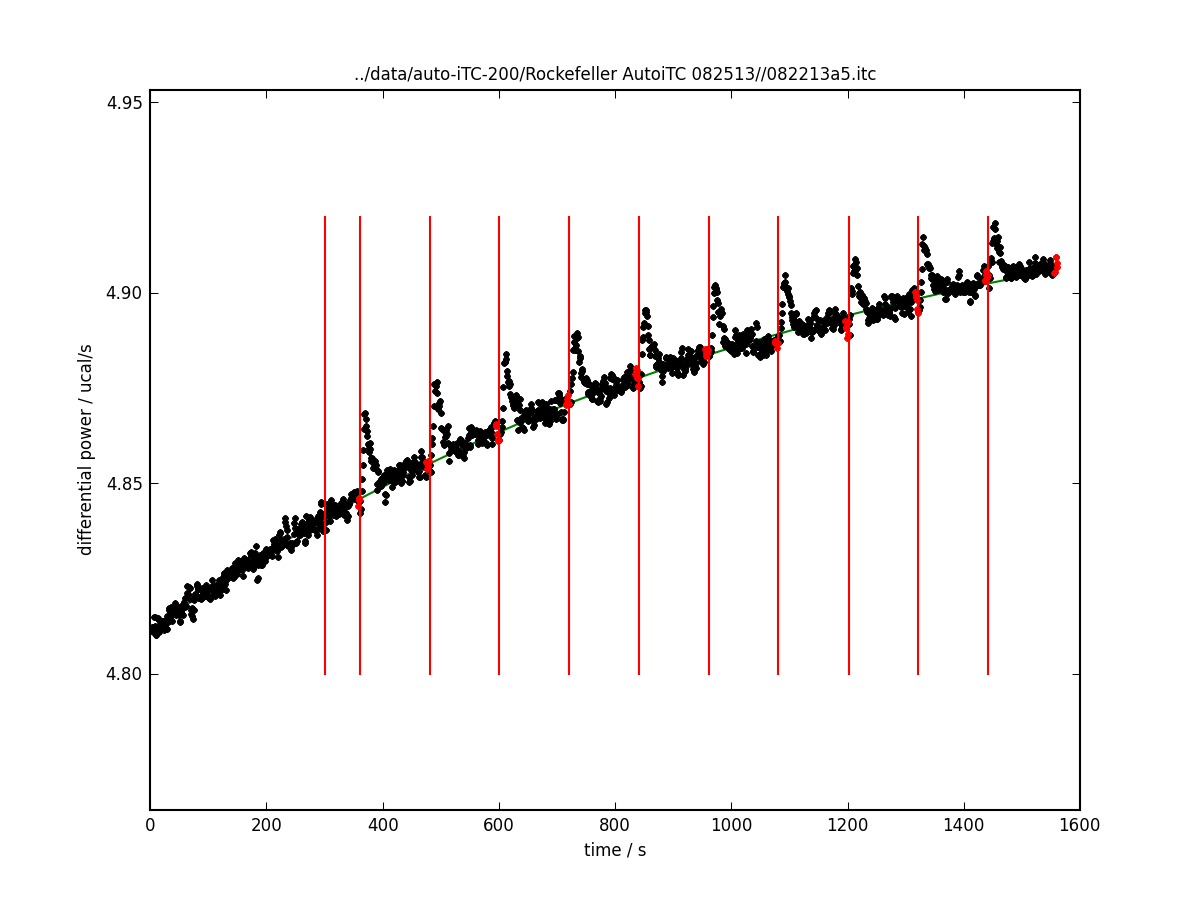 ../data/auto-iTC-200/Rockefeller AutoiTC 082513//082213a5.itc
4.95
4.90
4.85
4.80
differential power / ucal/s
0 200 400 600 800 1000 1200 1400 1600
time / s